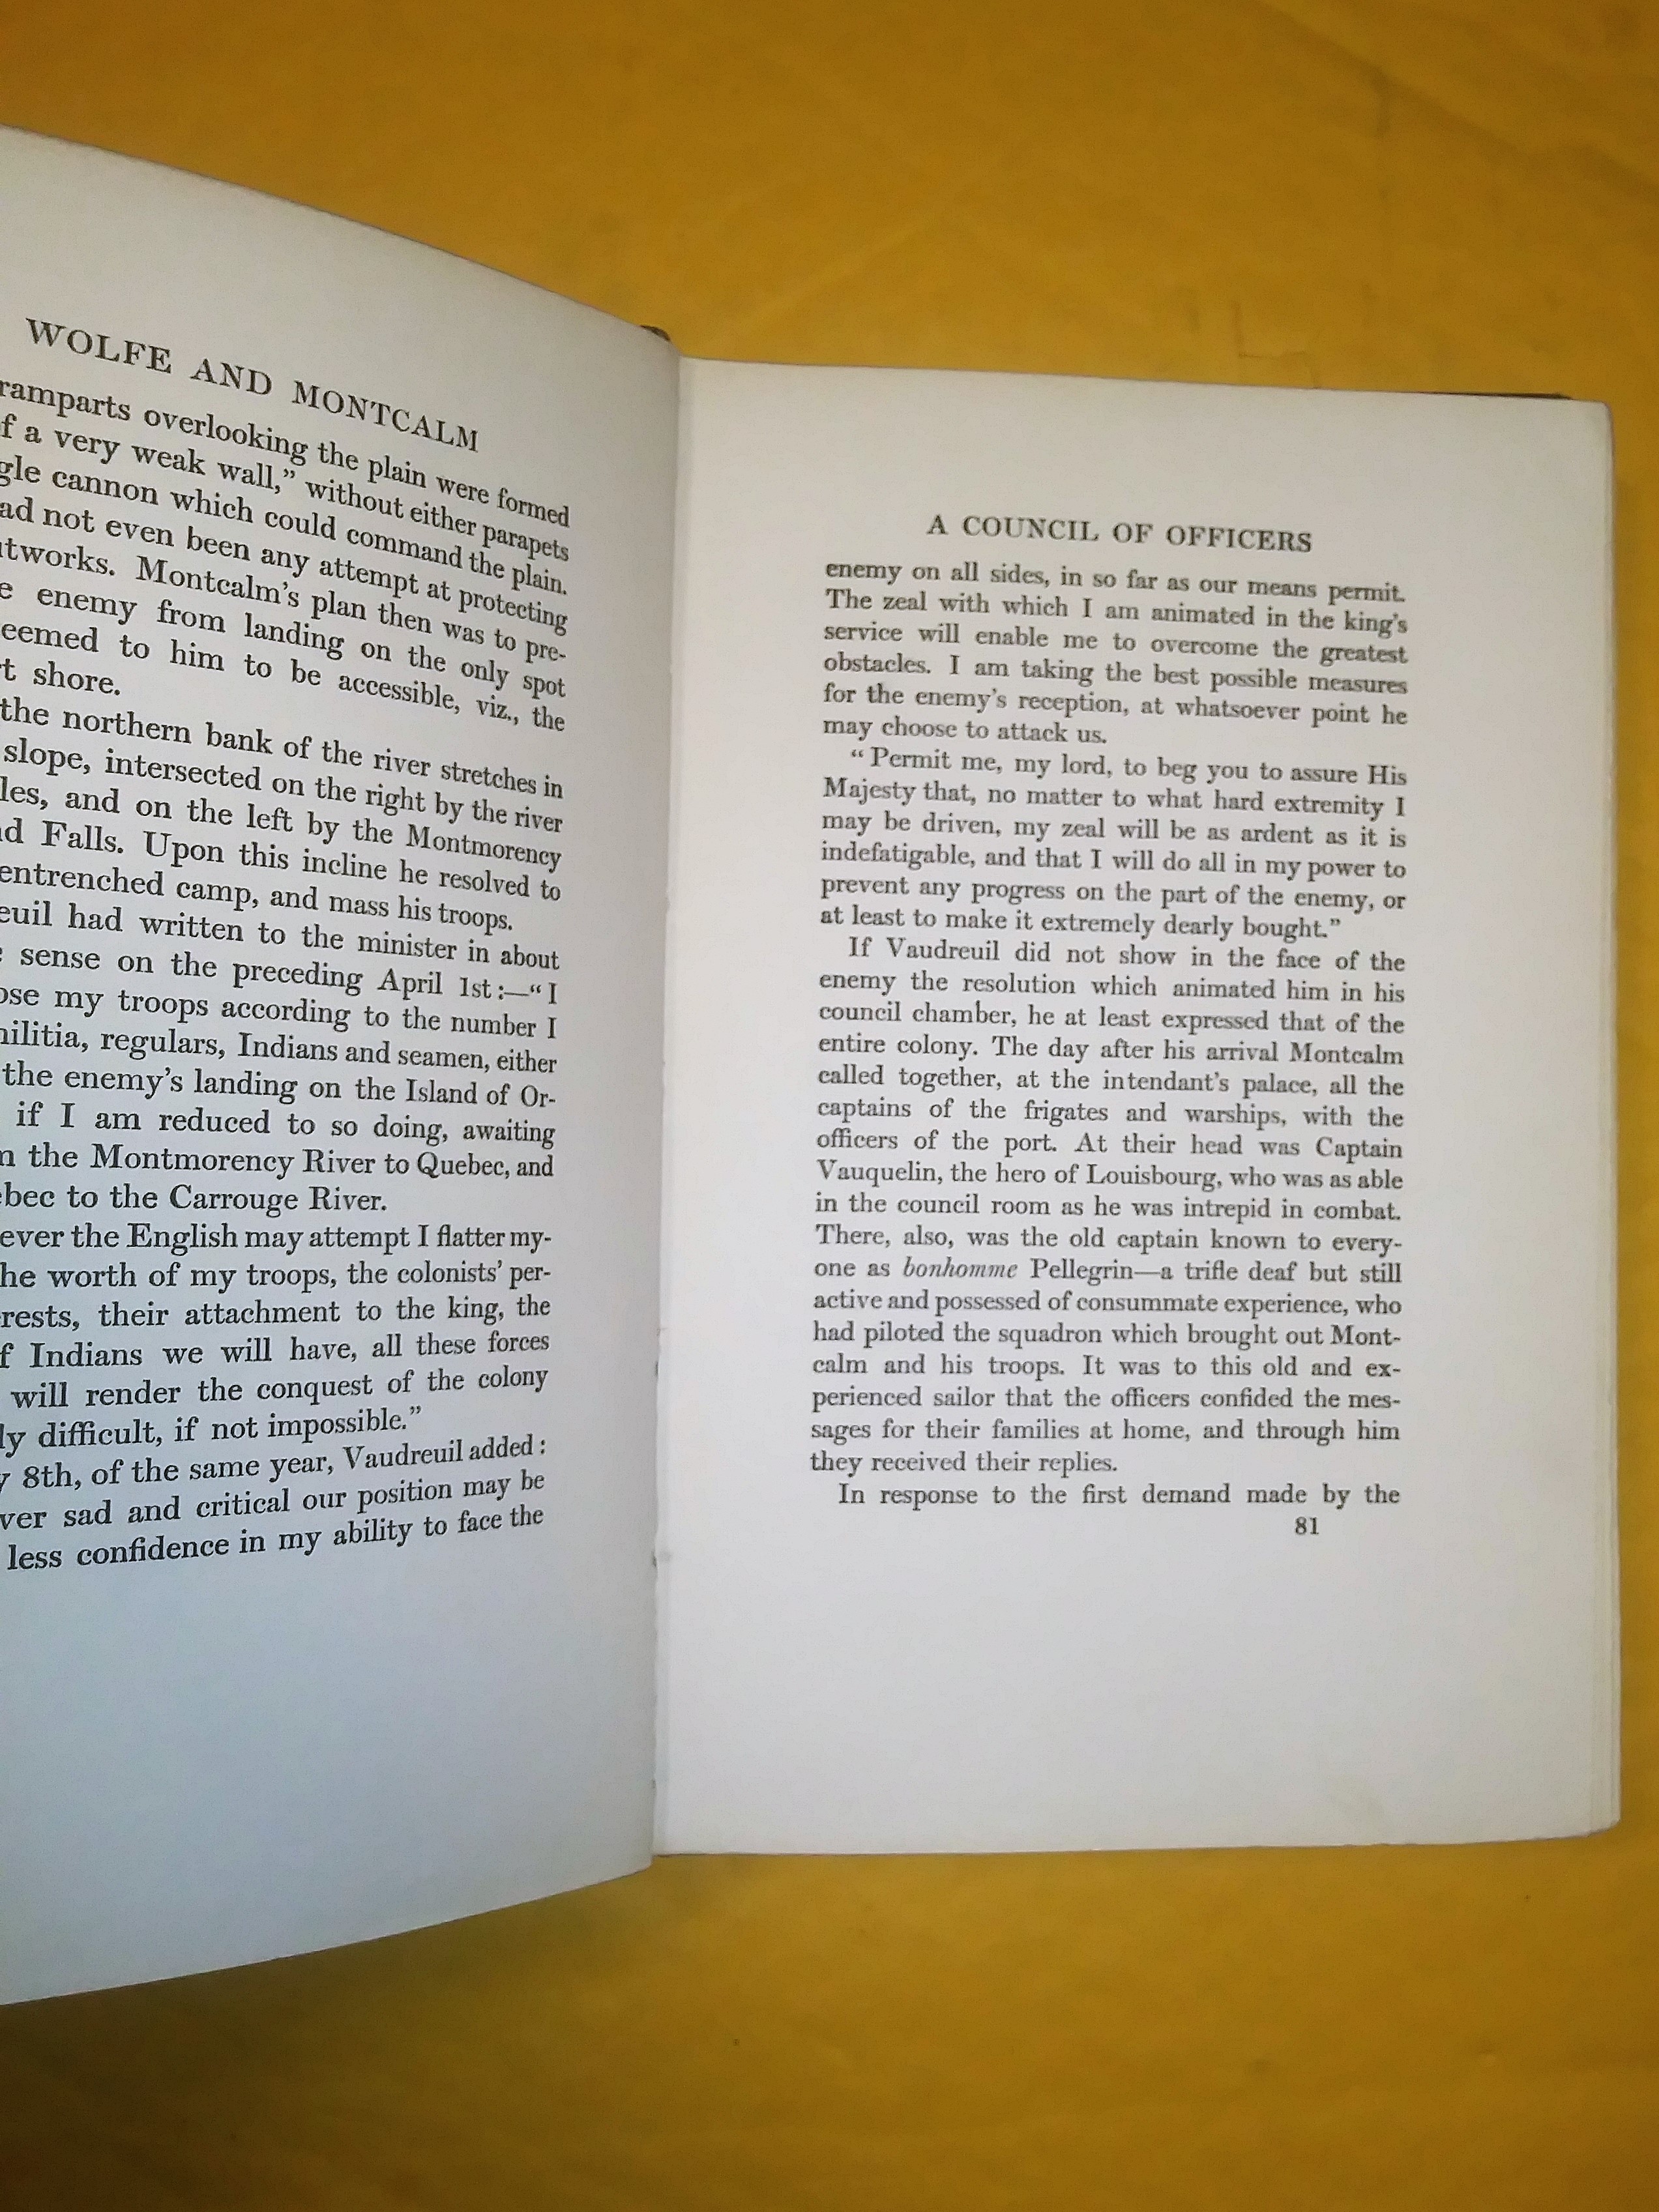 WOLFE AND MONTCALM
ramparts overlooking the plain were formed
of a very weak wall,” without either parapets
cannon which could command the plain.
not even been any attempt at protecting
Montcalm’s plan then was to pre-
enemy from landing on the only spot
to him to be accessible, viz., the
shore.
the northern bank of the river stretches in
slope, intersected on the right by the river
and on the left by the Montmorency
Falls. Upon this incline he resolved to
entrenched camp, and mass his troops.
had written to the minister in about
sense on the preceding April 1st:—“I
my troops according to the number I
militia, regulars, Indians and seamen, either
the enemy’s landing on the Island of Or-
if I am reduced to so doing, awaiting
the Montmorency River to Quebec, and
to the Carrouge River.
the English may attempt I flatter my-
worth of my troops, the colonists’ per-
their attachment to the king, the
of Indians we will have, all these forces
will render the conquest of the colony
difficult, if not impossible.”
8th, of the same year, Vaudreuil added:
sad and critical our position may be
less confidence in my ability to face the
A COUNCIL OF OFFICERS
enemy on all sides, in so far as our means permit.
The zeal with which I am animated in the king’s
service will enable me to overcome the greatest
obstacles. I am taking the best possible measures
for the enemy’s reception, at whatsoever point he
may choose to attack us.
“Permit me, my lord, to beg you to assure His
Majesty that, no matter to what hard extremity I
may be driven, my zeal will be as ardent as it is
indefatigable, and that I will do all in my power to
prevent any progress on the part of the enemy, or
at least to make it extremely dearly bought.”
If Vaudreuil did not show in the face of the
enemy the resolution which animated him in his
council chamber, he at least expressed that of the
entire colony. The day after his arrival Montcalm
called together, at the intendant’s palace, all the
captains of the frigates and warships, with the
officers of the port. At their head was Captain
Vauquelin, the hero of Louisbourg, who was as able
in the council room as he was intrepid in combat.
There, also, was the old captain known to every-
one as bonhomme Pellegrin—a trifle deaf but still
active and possessed of consummate experience, who
had piloted the squadron which brought out Mont-
calm and his troops. It was to this old and ex-
perienced sailor that the officers confided the mes-
sages for their families at home, and through him
they received their replies.
In response to the first demand made by the
81